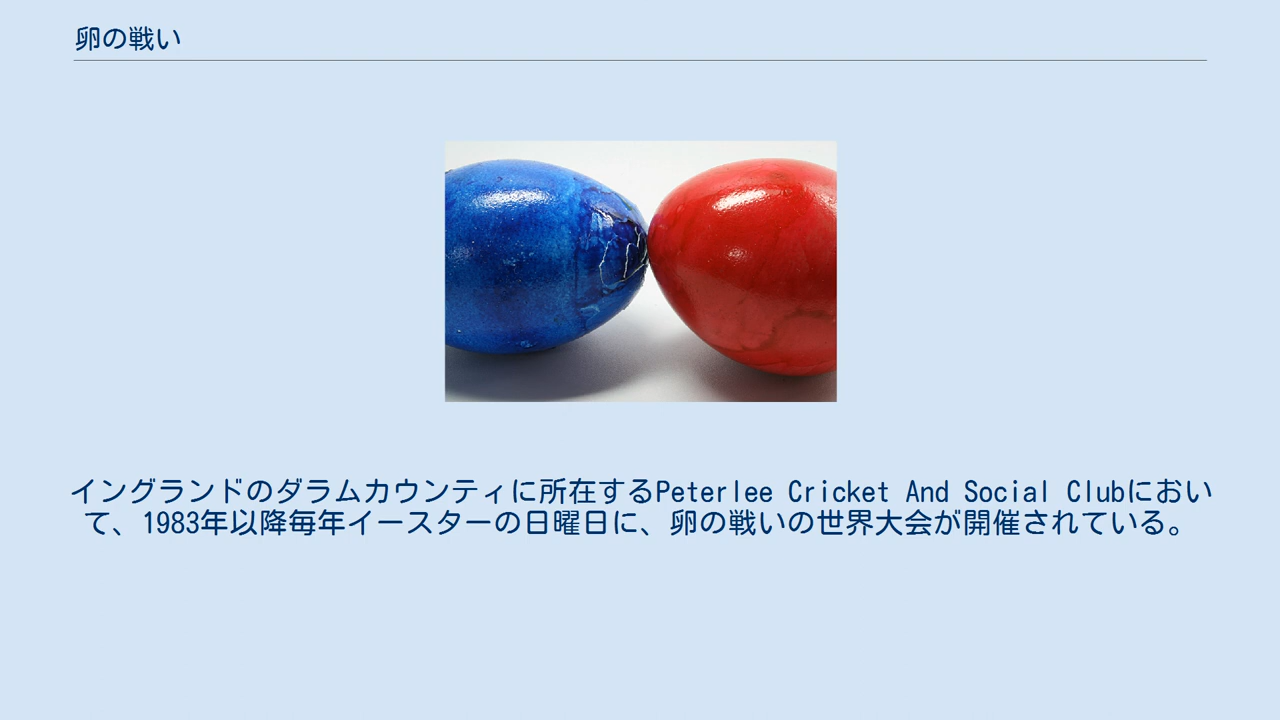 卵の戦い
イングランドのダラムカウンティに所在するPeterlee Cricket And Social Clubにおい
て、1983年以降毎年イースターの日曜日に、卵の戦いの世界大会が開催されている。